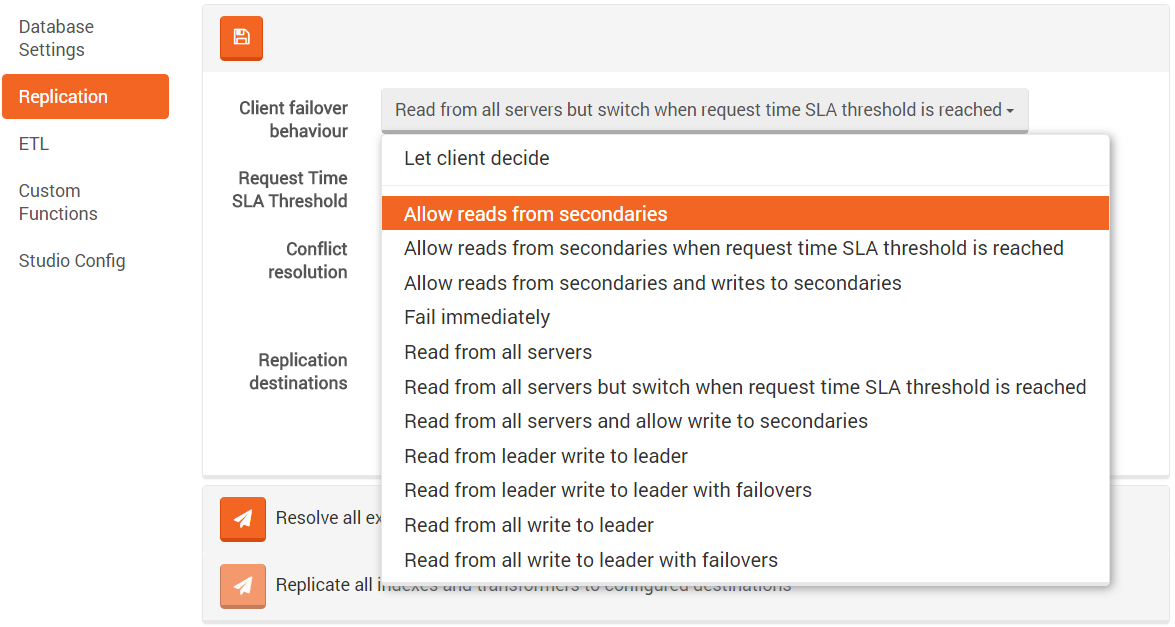 Database
Settings
Replication
ETL
Custom
Functions
Studio Config
Client failover
behaviour
Read from all servers but switch when request time SLA threshold is reached
Request Time
SLA Threshold
Conflict
resolution
Replication
destinations
Let client decide
Allow reads from secondaries
Allow reads from secondaries when request time SLA threshold is reached
Allow reads from secondaries and writes to secondaries
Fail immediately
Read from all servers
Read from all servers but switch when request time SLA threshold is reached
Read from all servers and allow write to secondaries
Read from leader write to leader
Read from leader write to leader with failovers
Read from all write to leader
Read from all write to leader with failovers
Resolve all
Replicate all indexes and transformers to configured destinations